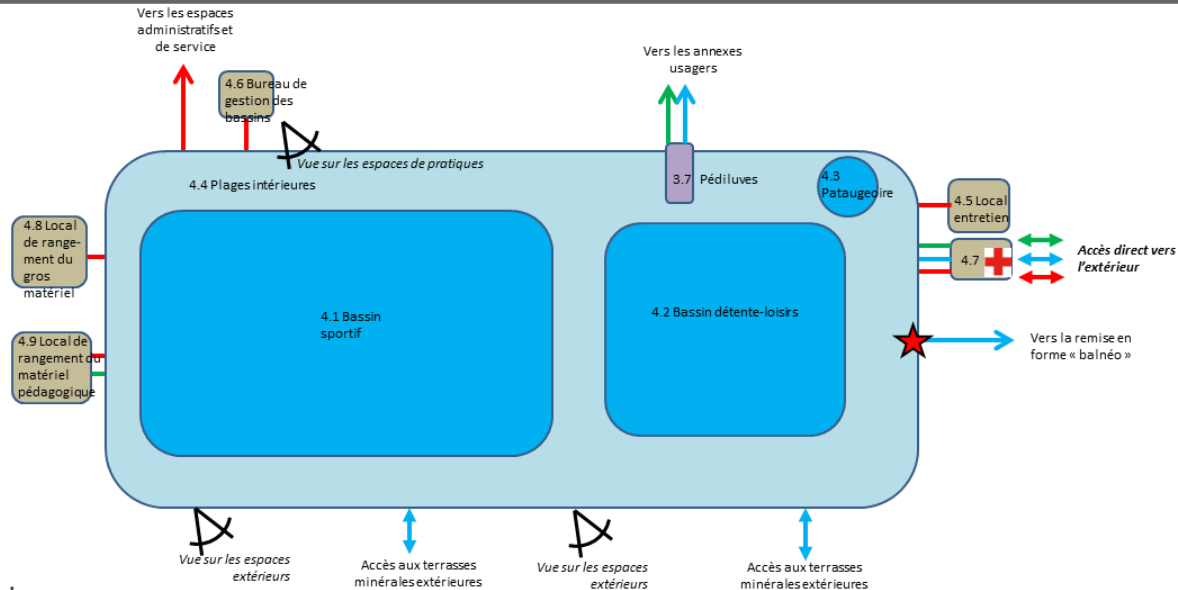 Vers les espaces
administratifs et
de service
4.6 Bureau de
gestion des
bassins
Vers les annexes
usagers
Vue sur les espaces de pratiques
4.4 Plages intérieures
3.7
Pédiluves
4.3
Pataugeoire
4.5 Local
entretien
4.8 Local
de range-
ment du
gros
matériel
4.7
Accès direct vers
l'extérieur
4.1 Bassin
sportif
4.2 Bassin détente-loisirs
4.9 Local de
rangement du
matériel
pédagogique
Vers la remise en
forme « balnéo »
Vue sur les espaces
extérieurs
Accès aux terrasses
minérales extérieures
Vue sur les espaces
extérieurs
Accès aux terrasses
minérales extérieures